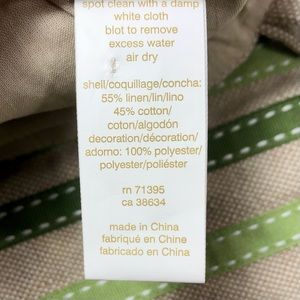 spot clean with a damp
white cloth
blot to remove
excess water
air dry
shell/coquillage/concha:
55% linen/lin/lino
45% cotton/
coton/algodón
decoration/décoration/
adorno: 100% polyester/
polyester/poliéster
rn 71395
ca 38634
made in China
fabriqué en Chine
fabricado en China